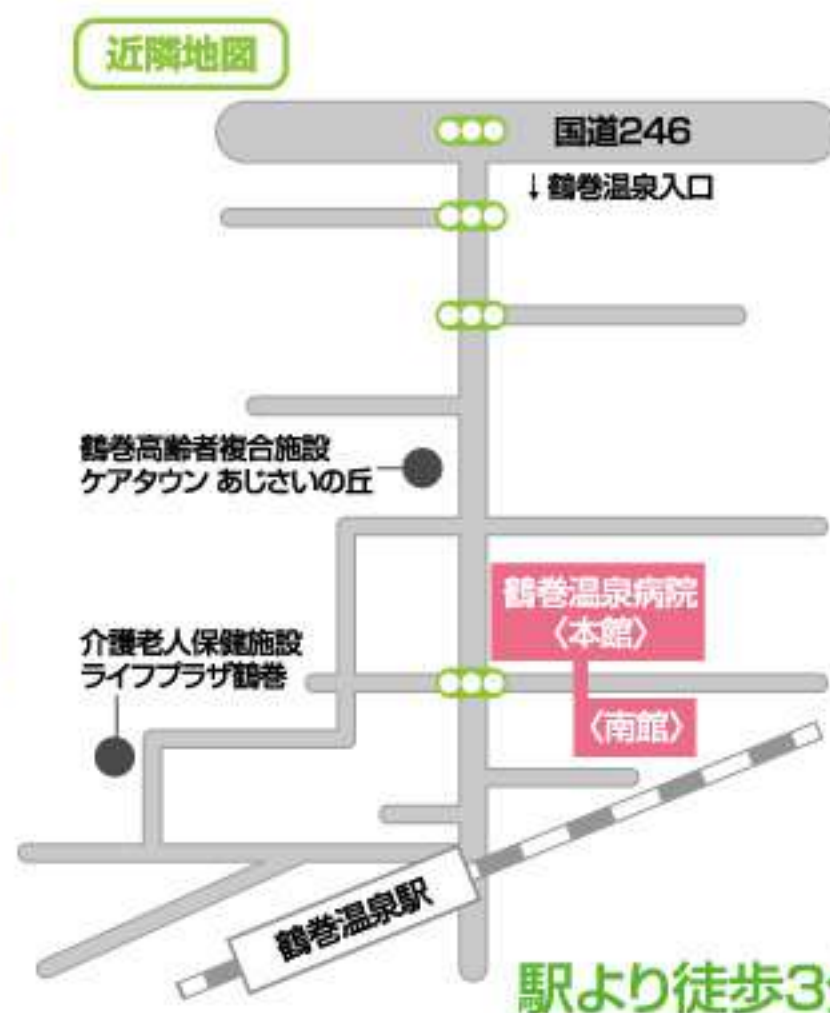 近隣地図
国道246
↓鶴巻温泉入口
鶴巻高齢者複合施設
ケアタウン あじさいの丘
鶴巻温泉病院
〈本館〉
介護老人保健施設
ライフプラザ鶴巻
〈南館〉
鶴巻温泉駅
駅より徒歩3